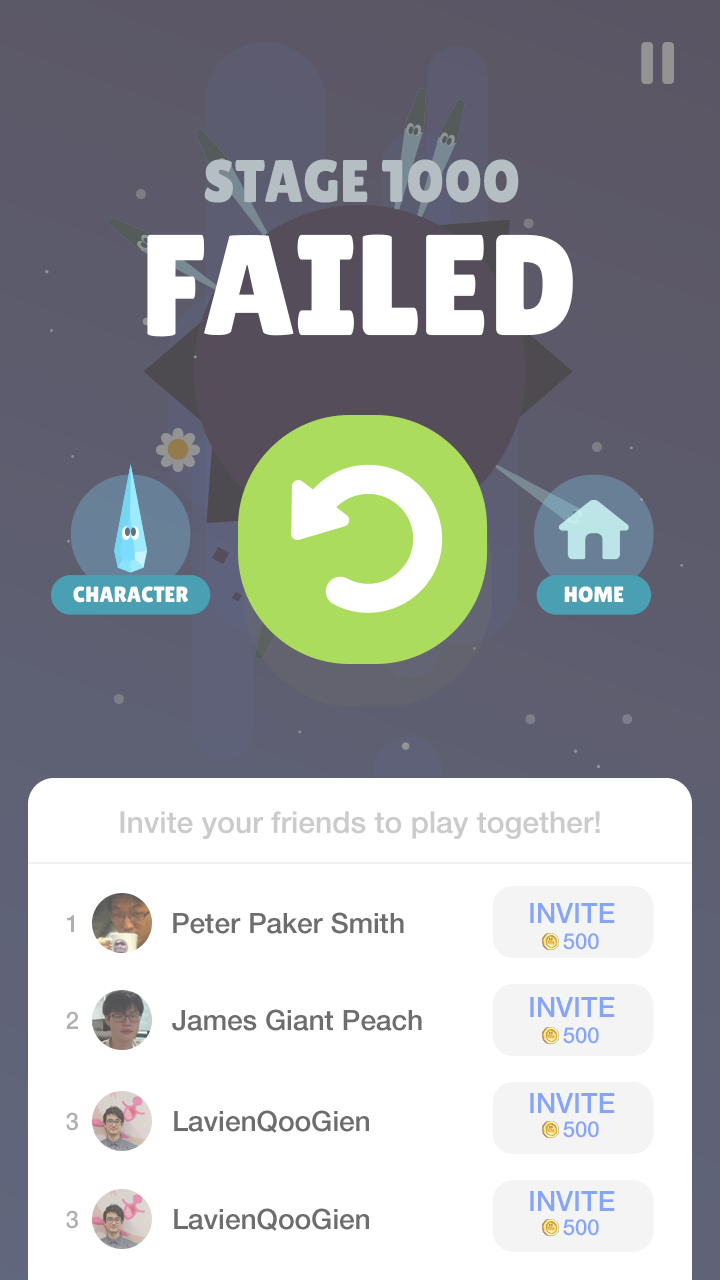 STAGE 1000
FAILED
CHARACTER
HOME
Invite your friends to play together!
1 Peter Paker Smith INVITE
500
2 James Giant Peach INVITE
500
3 LavienQooGien INVITE
500
3 LavienQooGien INVITE
500